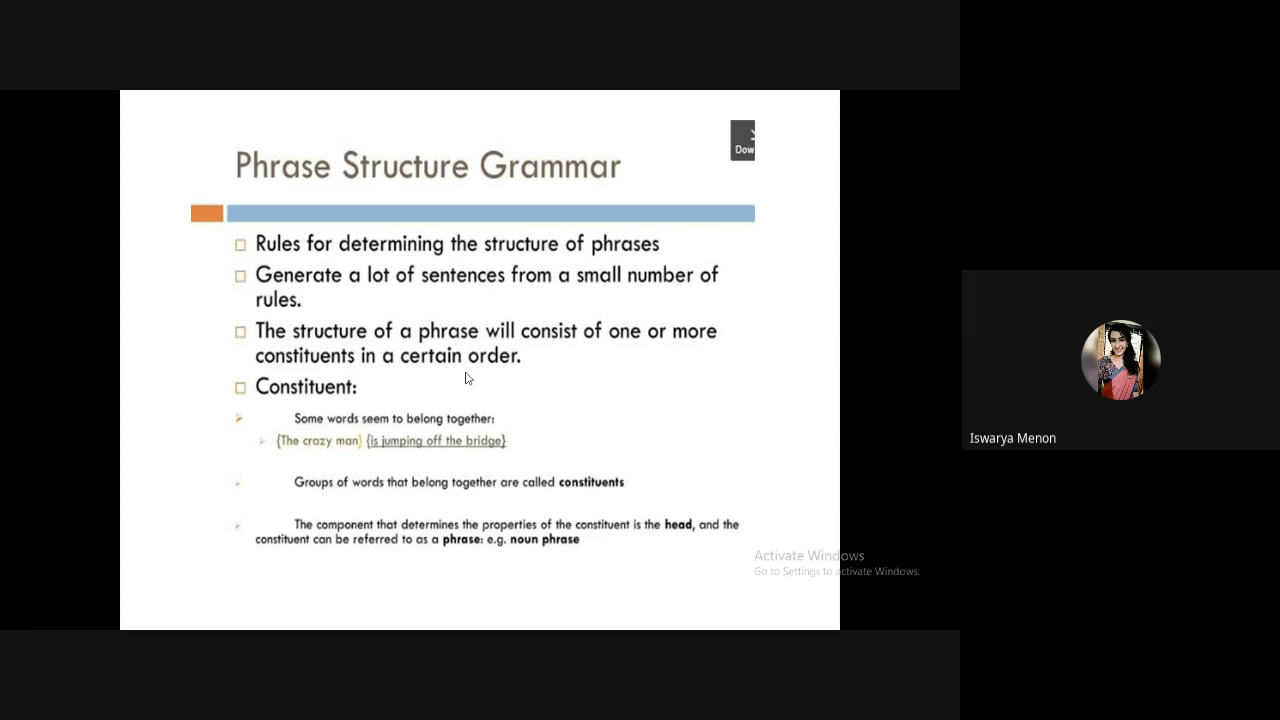 Dow
Phrase Structure Grammar
Rules for determining the structure of phrases
Generate a lot of sentences from a small number of
rules.
The structure of a phrase will consist of one or more
constituents in a certain order.
Constituent:
Some words seem to belong together:
{The crazy man} {is jumping off the bridge}
Groups of words that belong together are called constituents
The component that determines the properties of the constituent is the head, and the
constituent can be referred to as a phrase: e.g. noun phrase
Activate Windows
Go to Settings to activate Windows.
Iswarya Menon